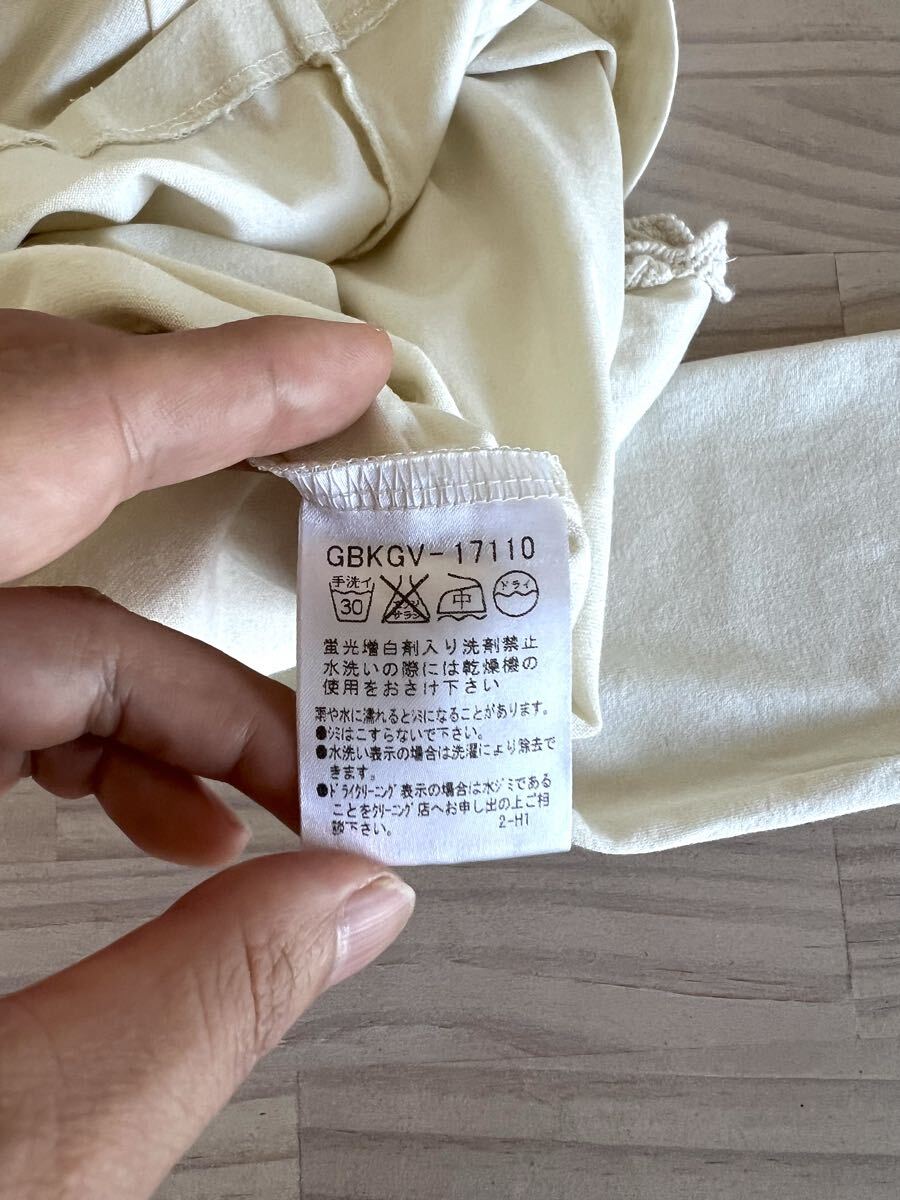 GBKGV-17110
手洗イ 30 エンソ サラシ 中 ドライ
蛍光増白剤入り洗剤禁止
水洗いの際には乾燥機の
使用をおさけ下さい
雨や水に濡れるとシミになることがあります。
●シミはこすらないで下さい。
●水洗い表示の場合は洗濯により除去で
きます。
●ドライクリーニング表示の場合は水ジミである
ことをクリーニング店へお申し出の上ご相
談下さい。 2-H1